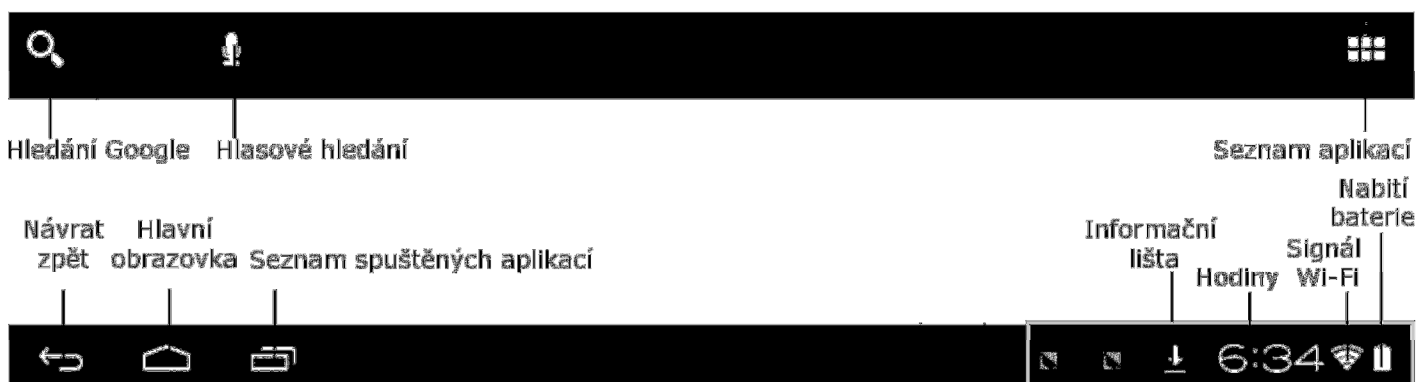 Hledání Google Hlasové hledání
Seznam aplikací
Nabití
baterie
Návrat
zpět
Hlavní
obrazovka
Seznam spuštěných aplikací
Informační
lišta
Hodiny
Signál
Wi-Fi
6:34